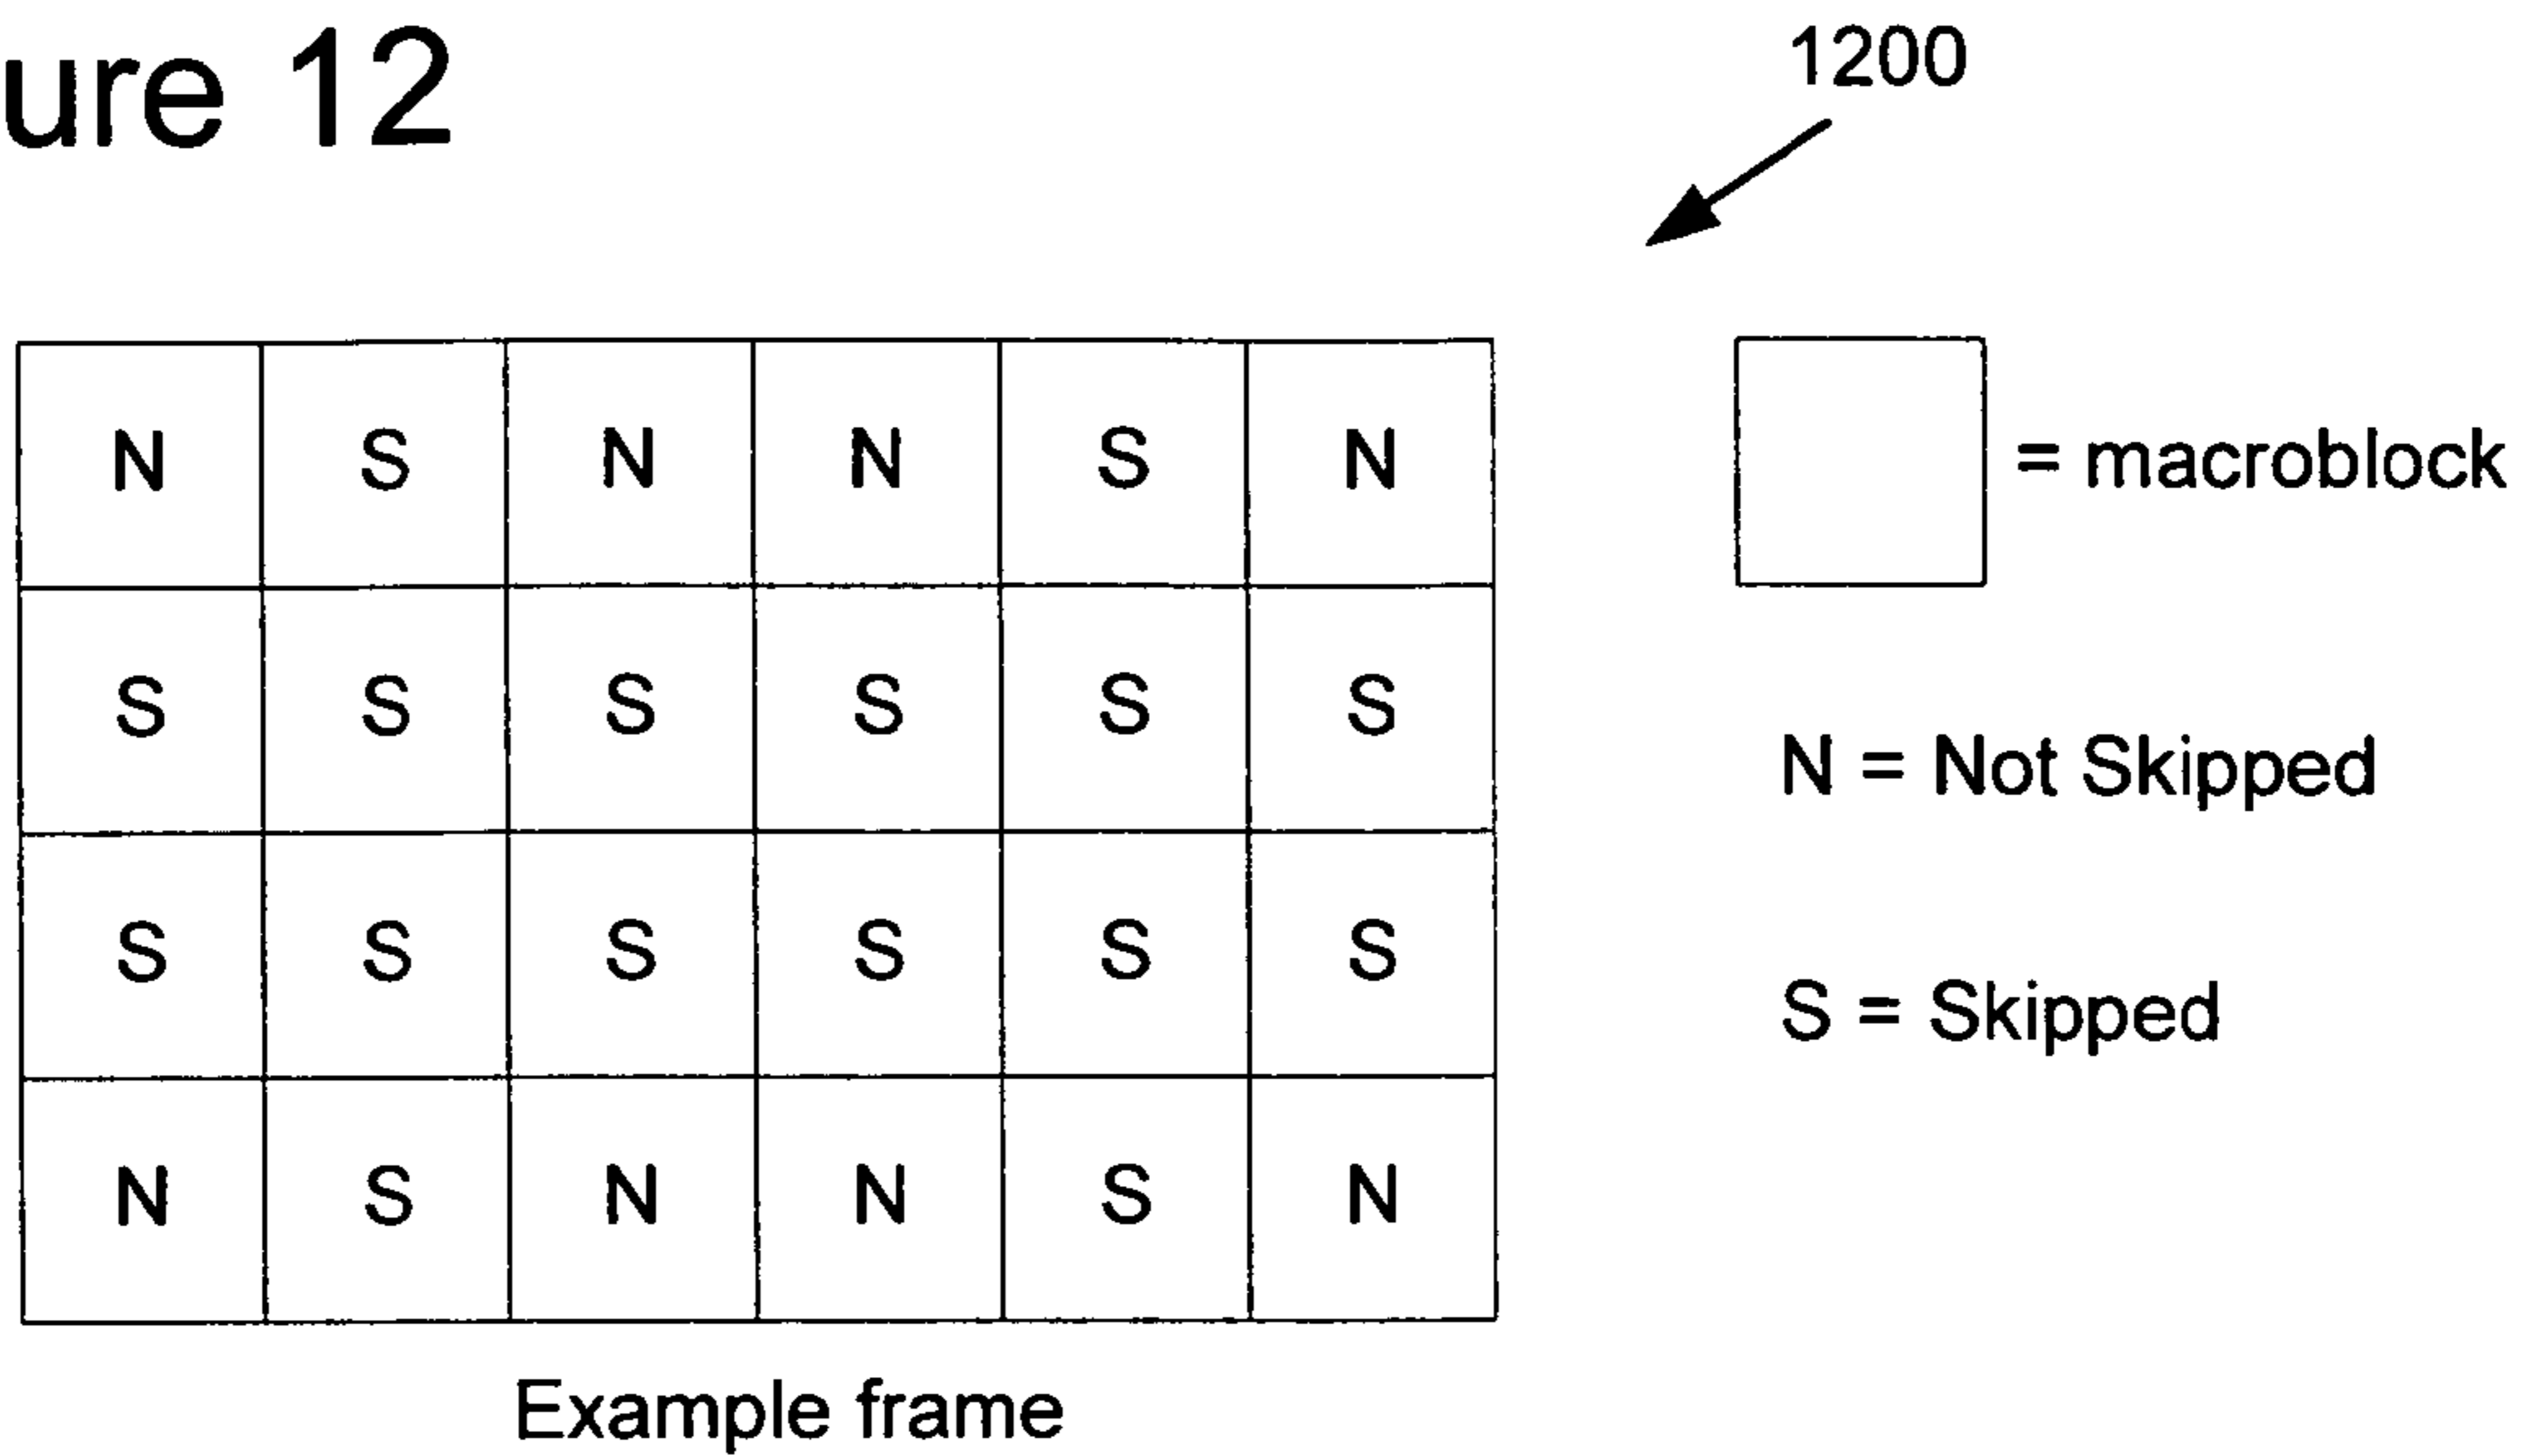 ure 12
1200
N S N N S N
S S S S S S
S S S S S S
N S N N S N
= macroblock
N = Not Skipped
S = Skipped
Example frame